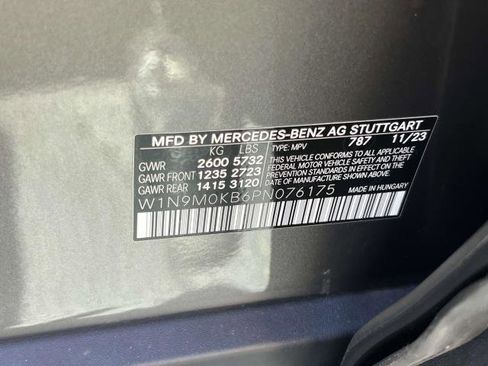 MFD BY MERCEDES-BENZ AG STUTTGART
KG LBS TYPE: MPV 787 11/23
GVWR 2600 5732 THIS VEHICLE CONFORMS TO ALL APPLICABLE
GAWR FRONT 1235 2723 FEDERAL MOTOR VEHICLE SAFETY AND THEFT
GAWR REAR 1415 3120 PREVENTION STANDARDS IN EFFECT ON THE
DATE OF MANUFACTURE SHOWN ABOVE.
W1N9M0KB6PN076175 MADE IN HUNGARY